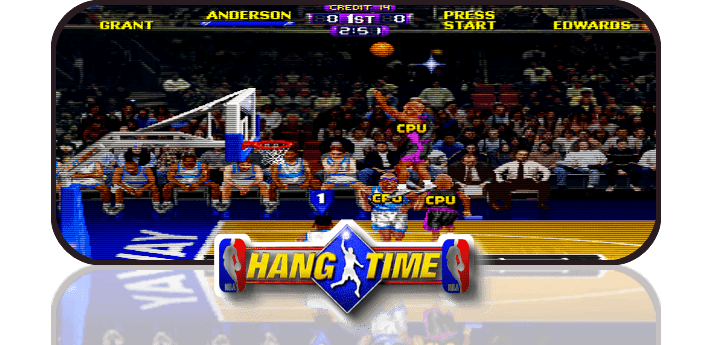 CREDIT 14
GRANT
ANDERSON
0 1ST 0
PRESS
START
EDWARDS
2:50
CPU
CPU
CPU
1
NBA
HANG TIME
NBA